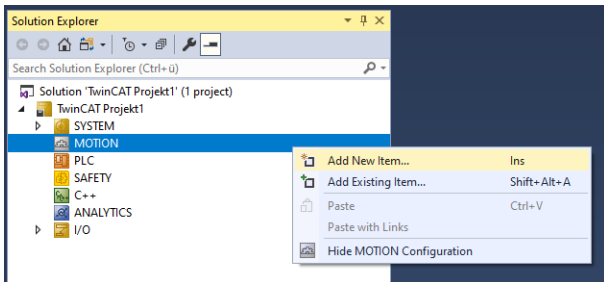 Solution Explorer
Search Solution Explorer (Ctrl+ü)
Solution 'TwinCAT Projekt1' (1 project)
TwinCAT Projekt1
SYSTEM
MOTION
PLC
SAFETY
C++
ANALYTICS
I/O
Add New Item... Ins
Add Existing Item... Shift+Alt+A
Paste Ctrl+V
Paste with Links
Hide MOTION Configuration